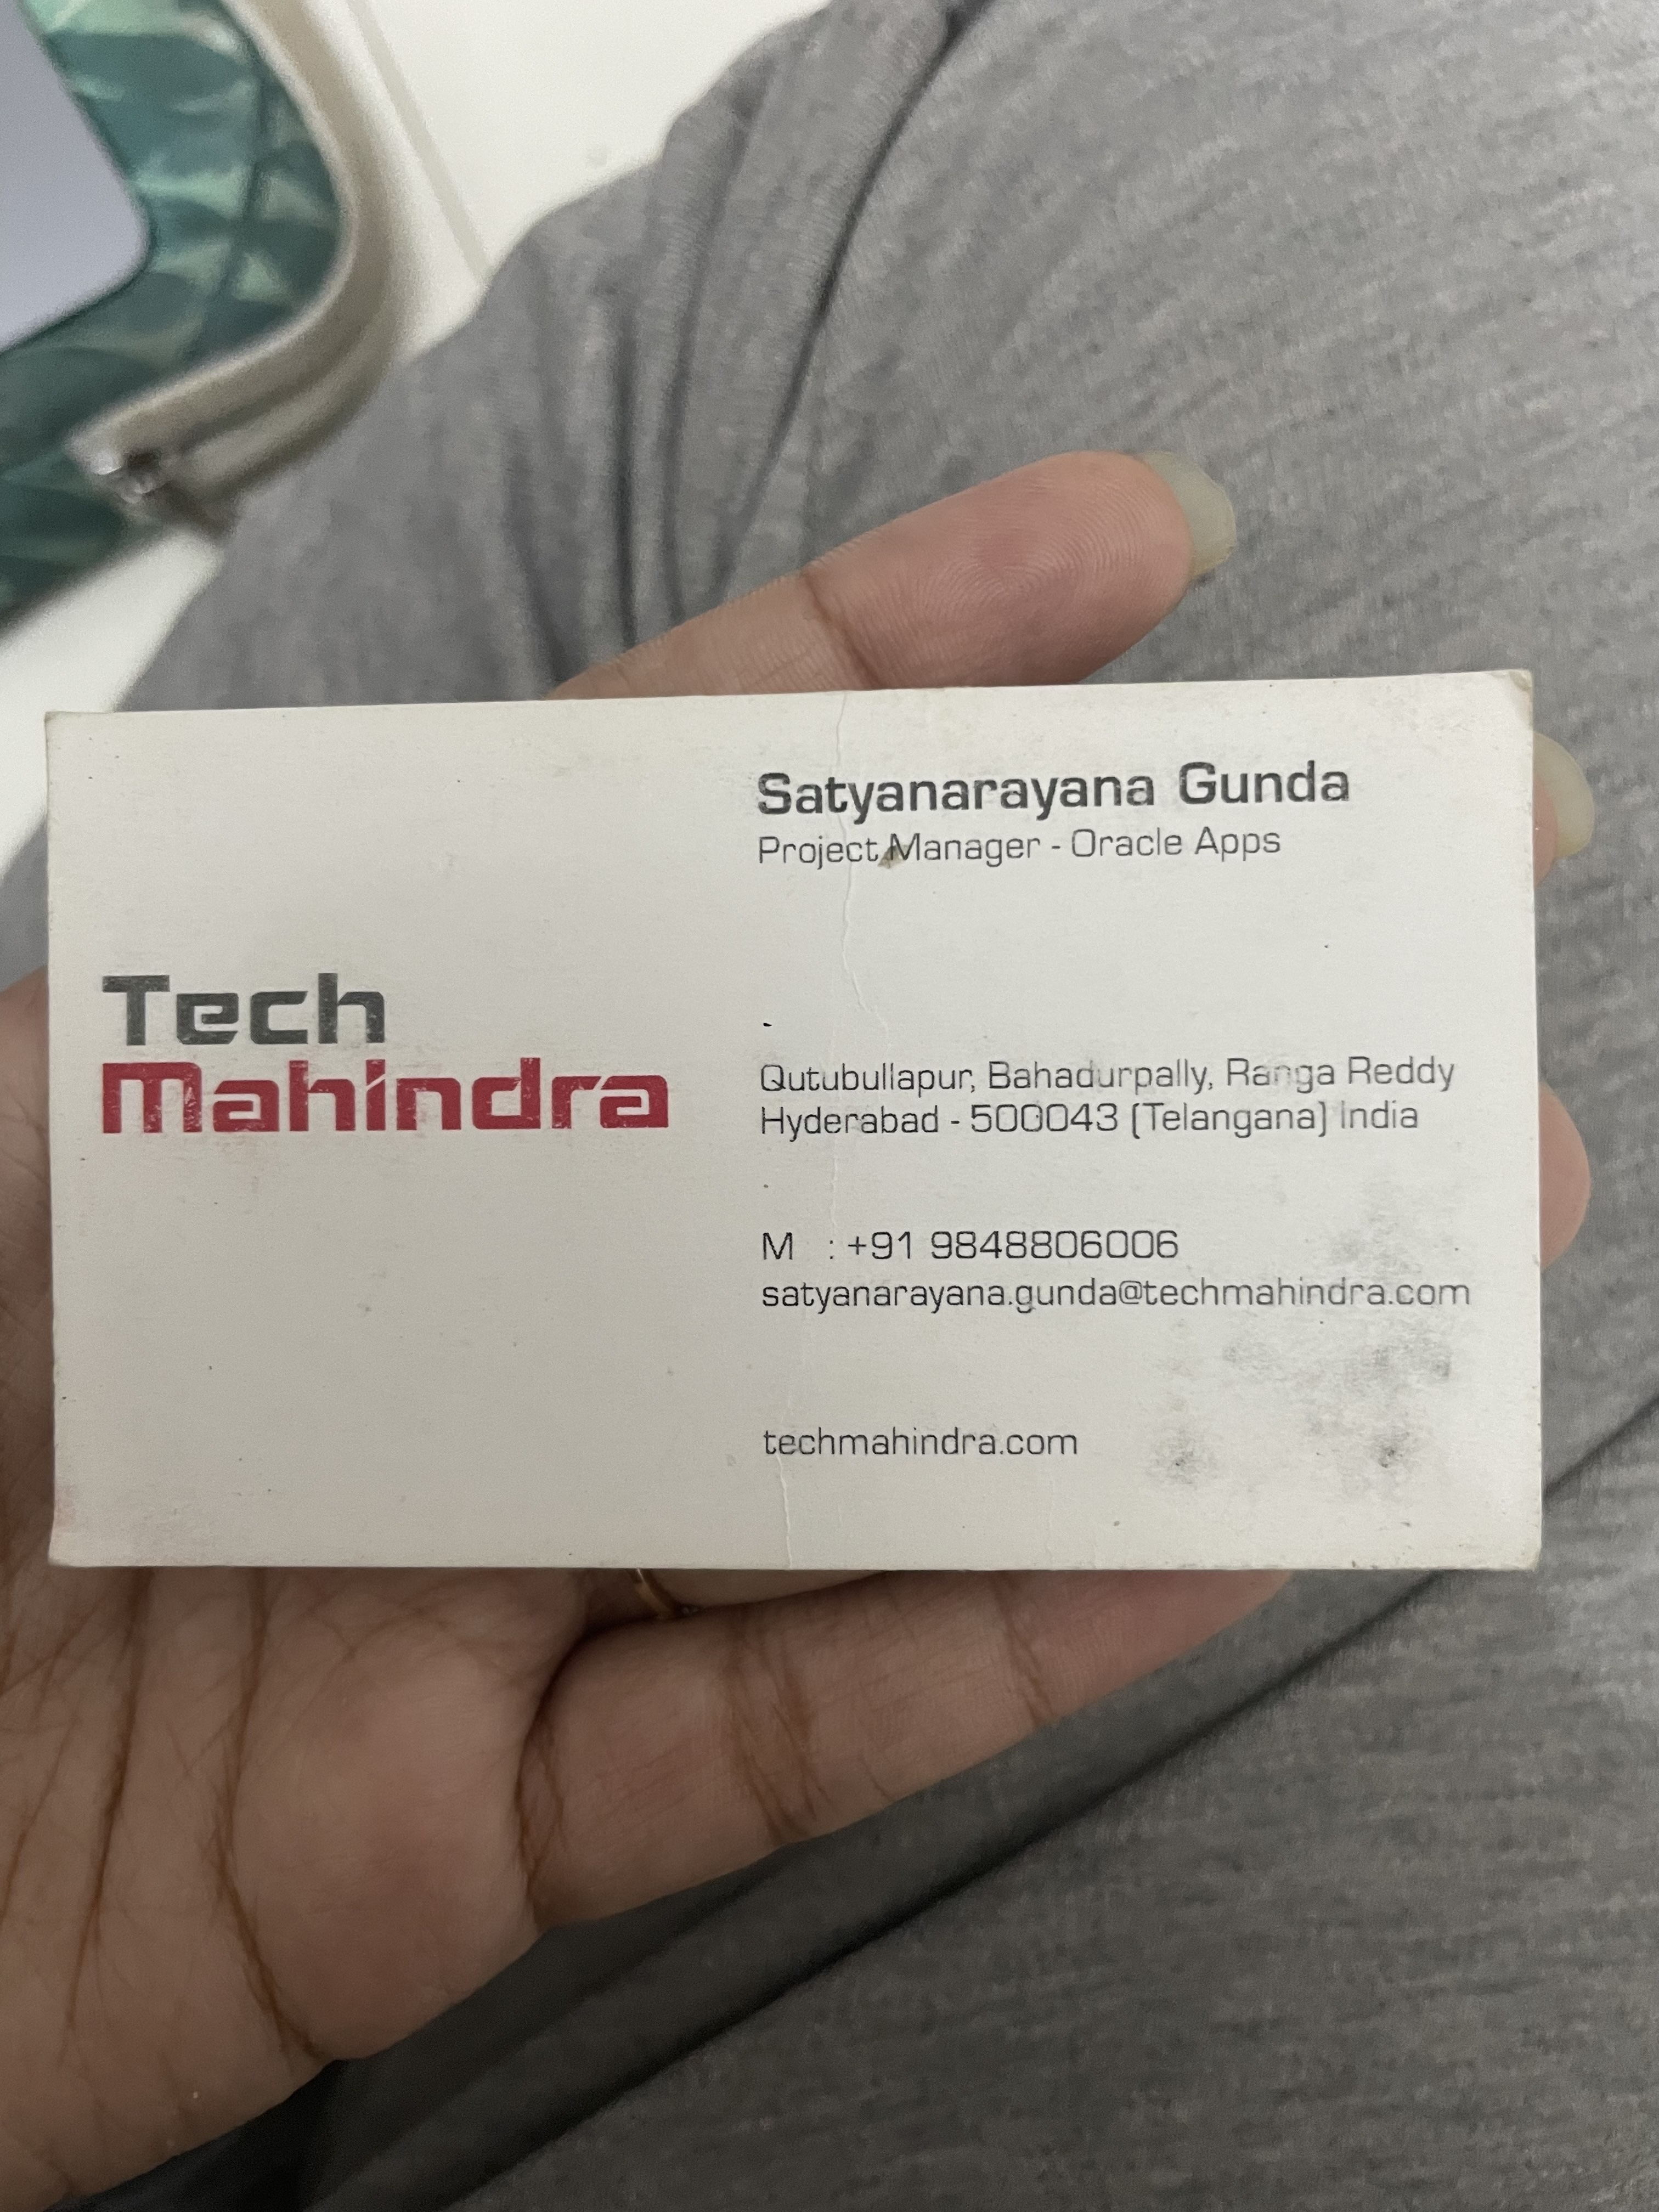 Satyanarayana Gunda
Project Manager - Oracle Apps
Tech
Mahindra
Qutubullapur, Bahadurpally, Ranga Reddy
Hyderabad - 500043 (Telangana) India
M : +91 9848806006
satyanarayana.gunda@techmahindra.com
techmahindra.com